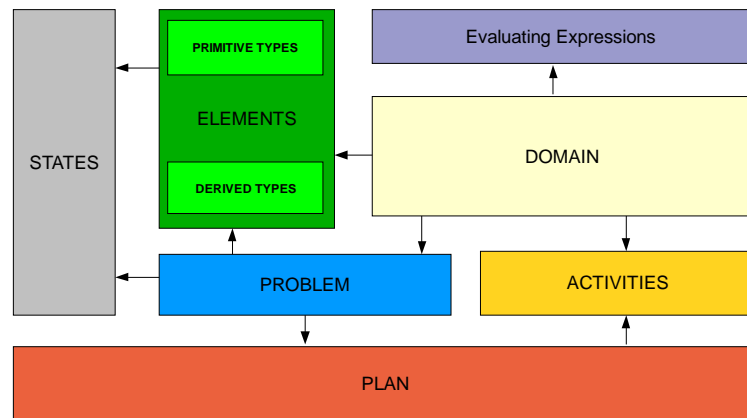 PRIMITIVE TYPES
Evaluating Expressions
ELEMENTS
STATES
DOMAIN
DERIVED TYPES
PROBLEM
ACTIVITIES
PLAN